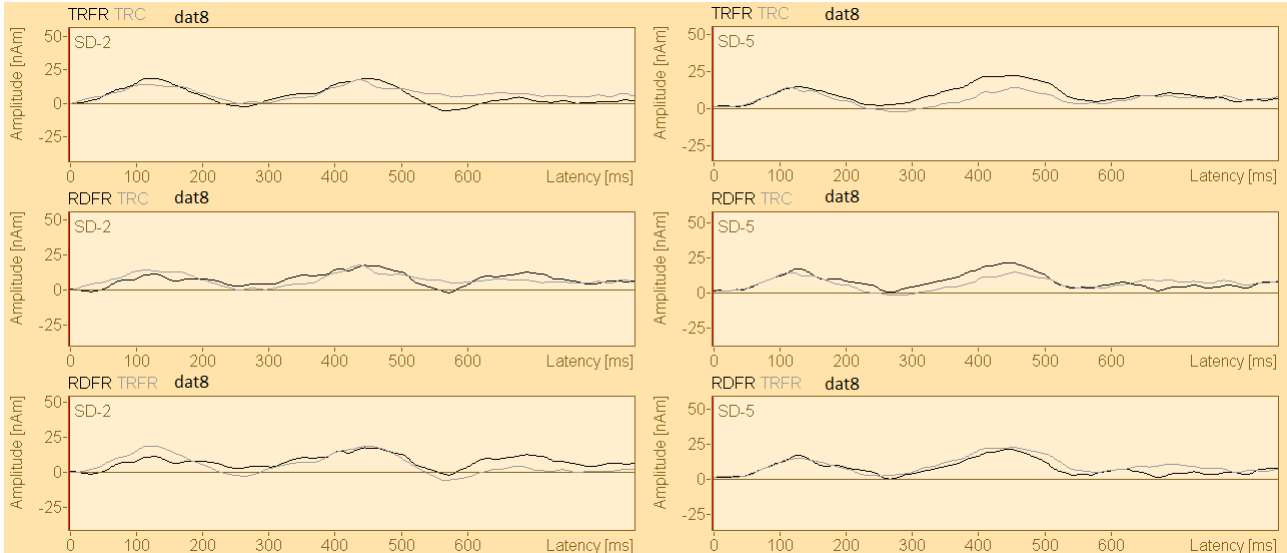 TRFR TRC dat8
Amplitude [nAm]
50
25
0
-25
SD-2
0 100 200 300 400 500 600 Latency [ms]
TRFR TRC dat8
Amplitude [nAm]
50
25
0
-25
SD-5
0 100 200 300 400 500 600 Latency [ms]
RDFR TRC dat8
Amplitude [nAm]
50
25
0
-25
SD-2
0 100 200 300 400 500 600 Latency [ms]
RDFR TRC dat8
Amplitude [nAm]
50
25
0
-25
SD-5
0 100 200 300 400 500 600 Latency [ms]
RDFR TRFR dat8
Amplitude [nAm]
50
25
0
-25
SD-2
0 100 200 300 400 500 600 Latency [ms]
RDFR TRFR dat8
Amplitude [nAm]
50
25
0
-25
SD-5
0 100 200 300 400 500 600 Latency [ms]